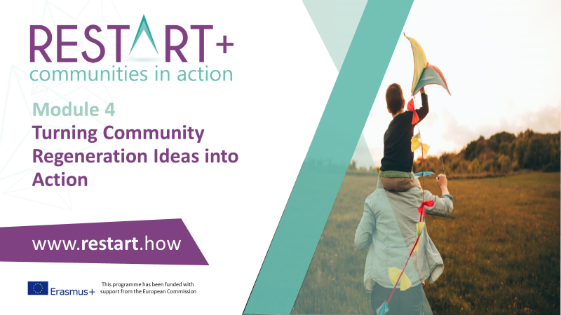 RESTART+
communities in action
Module 4
Turning Community
Regeneration Ideas into
Action
www.restart.how
Erasmus+
This programme has been funded with
support from the European Commission